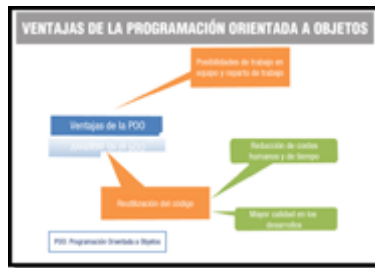 VENTAJAS DE LA PROGRAMACIÓN ORIENTADA A OBJETOS
Posibilidades de trabajo en
equipo y reparto de trabajo
Ventajas de la POO
Reducción de costes
humanos y de tiempo
Reutilización del código
Mayor calidad en los
desarrollos
POO: Programación Orientada a Objetos